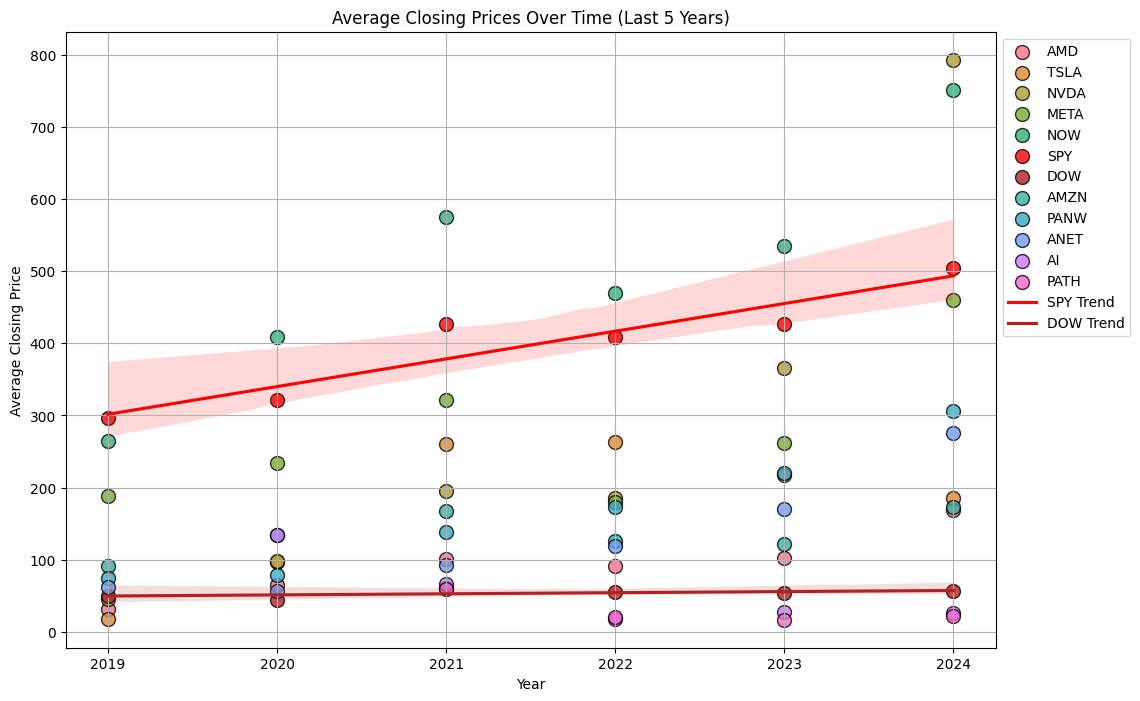 Average Closing Prices Over Time (Last 5 Years)
Average Closing Price
800
700
600
500
400
300
200
100
0
2019 2020 2021 2022 2023 2024
Year
AMD
TSLA
NVDA
META
NOW
SPY
DOW
AMZN
PANW
ANET
AI
PATH
SPY Trend
DOW Trend